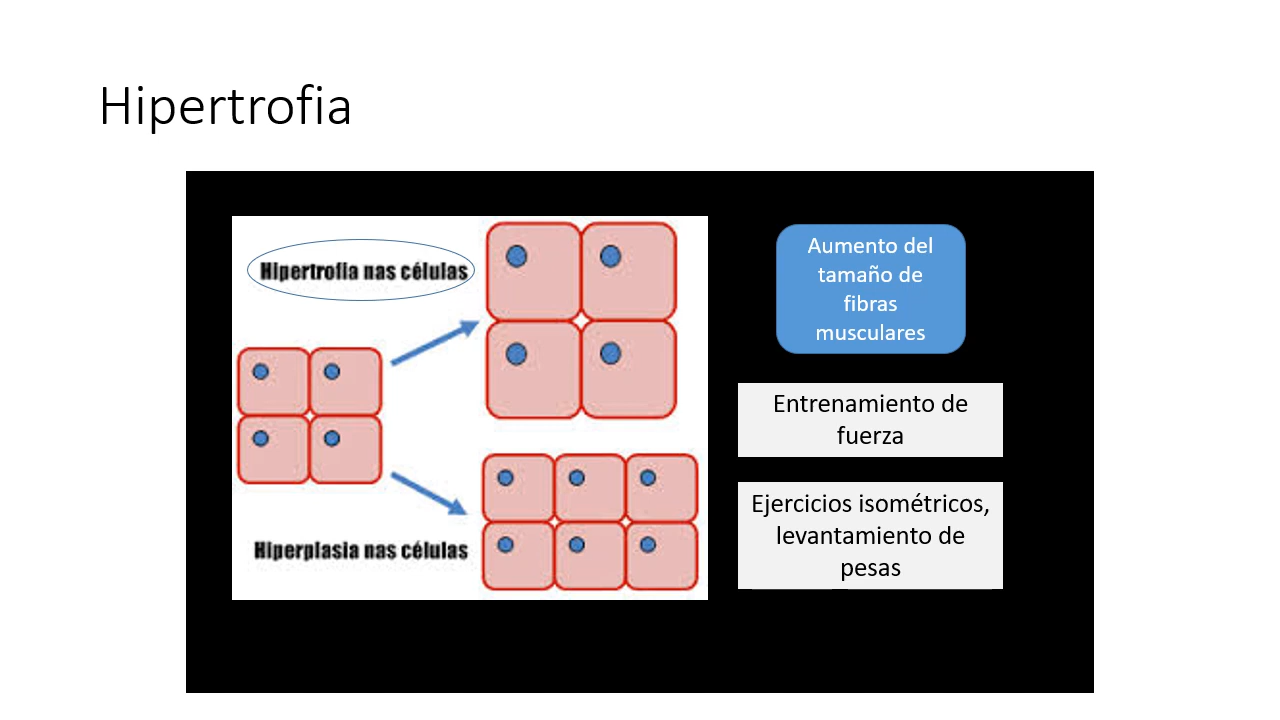 Hipertrofia
Hipertrofia nas células
Hiperplasia nas células
Aumento del
tamaño de
fibras
musculares
Entrenamiento de
fuerza
Ejercicios isométricos,
levantamiento de
pesas